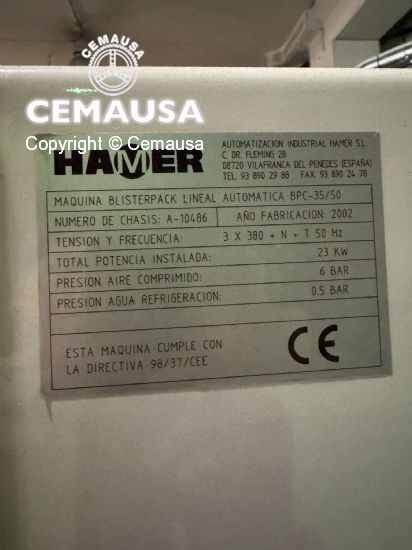 CEMAUSA
CEMAUSA
Copyright © Cemausa
HAMER
AUTOMATIZACION INDUSTRIAL HAMER S.L.
C. DR. FLEMING 28
08720 VILAFRANCA DEL PENEDES (ESPAÑA)
TEL 93 890 29 88 FAX 93 890 24 78
MAQUINA BLISTERPACK LINEAL AUTOMATICA BPC-35/50
NUMERO DE CHASIS: A-10486 AÑO FABRICACION: 2002
TENSION Y FRECUENCIA: 3 X 380 + N + T 50 Hz
TOTAL POTENCIA INSTALADA: 23 KW
PRESION AIRE COMPRIMIDO: 6 BAR
PRESION AGUA REFRIGERACION: 0.5 BAR
ESTA MAQUINA CUMPLE CON
LA DIRECTIVA 98/37/CEE
CE